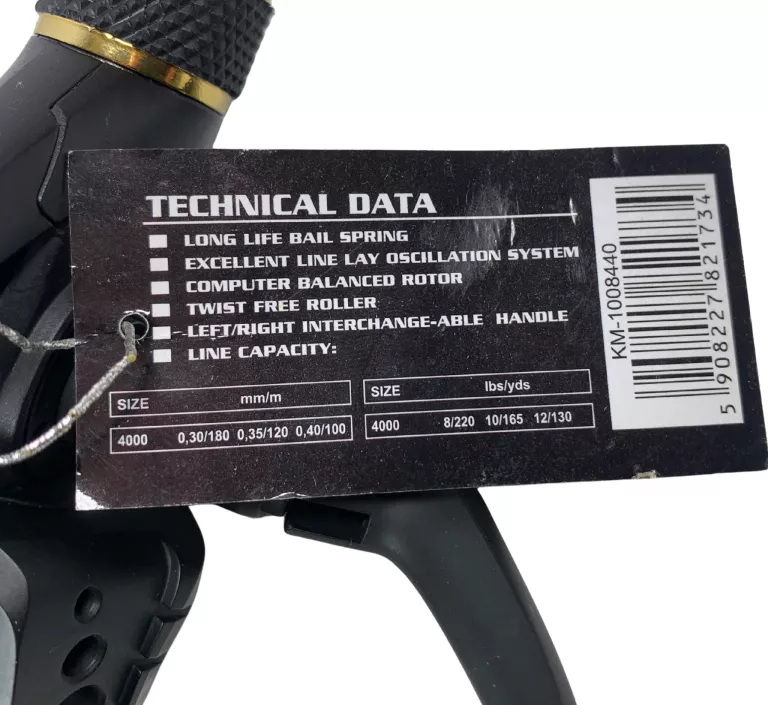 TECHNICAL DATA
LONG LIFE BAIL SPRING
EXCELLENT LINE LAY OSCILLATION SYSTEM
COMPUTER BALANCED ROTOR
TWIST FREE ROLLER
LEFT/RIGHT INTERCHANGE-ABLE HANDLE
LINE CAPACITY:
SIZE mm/m
4000 0,30/180 0,35/120 0,40/100
SIZE lbs/yds
4000 8/220 10/165 12/130
KM-1008440
5 908227 821734